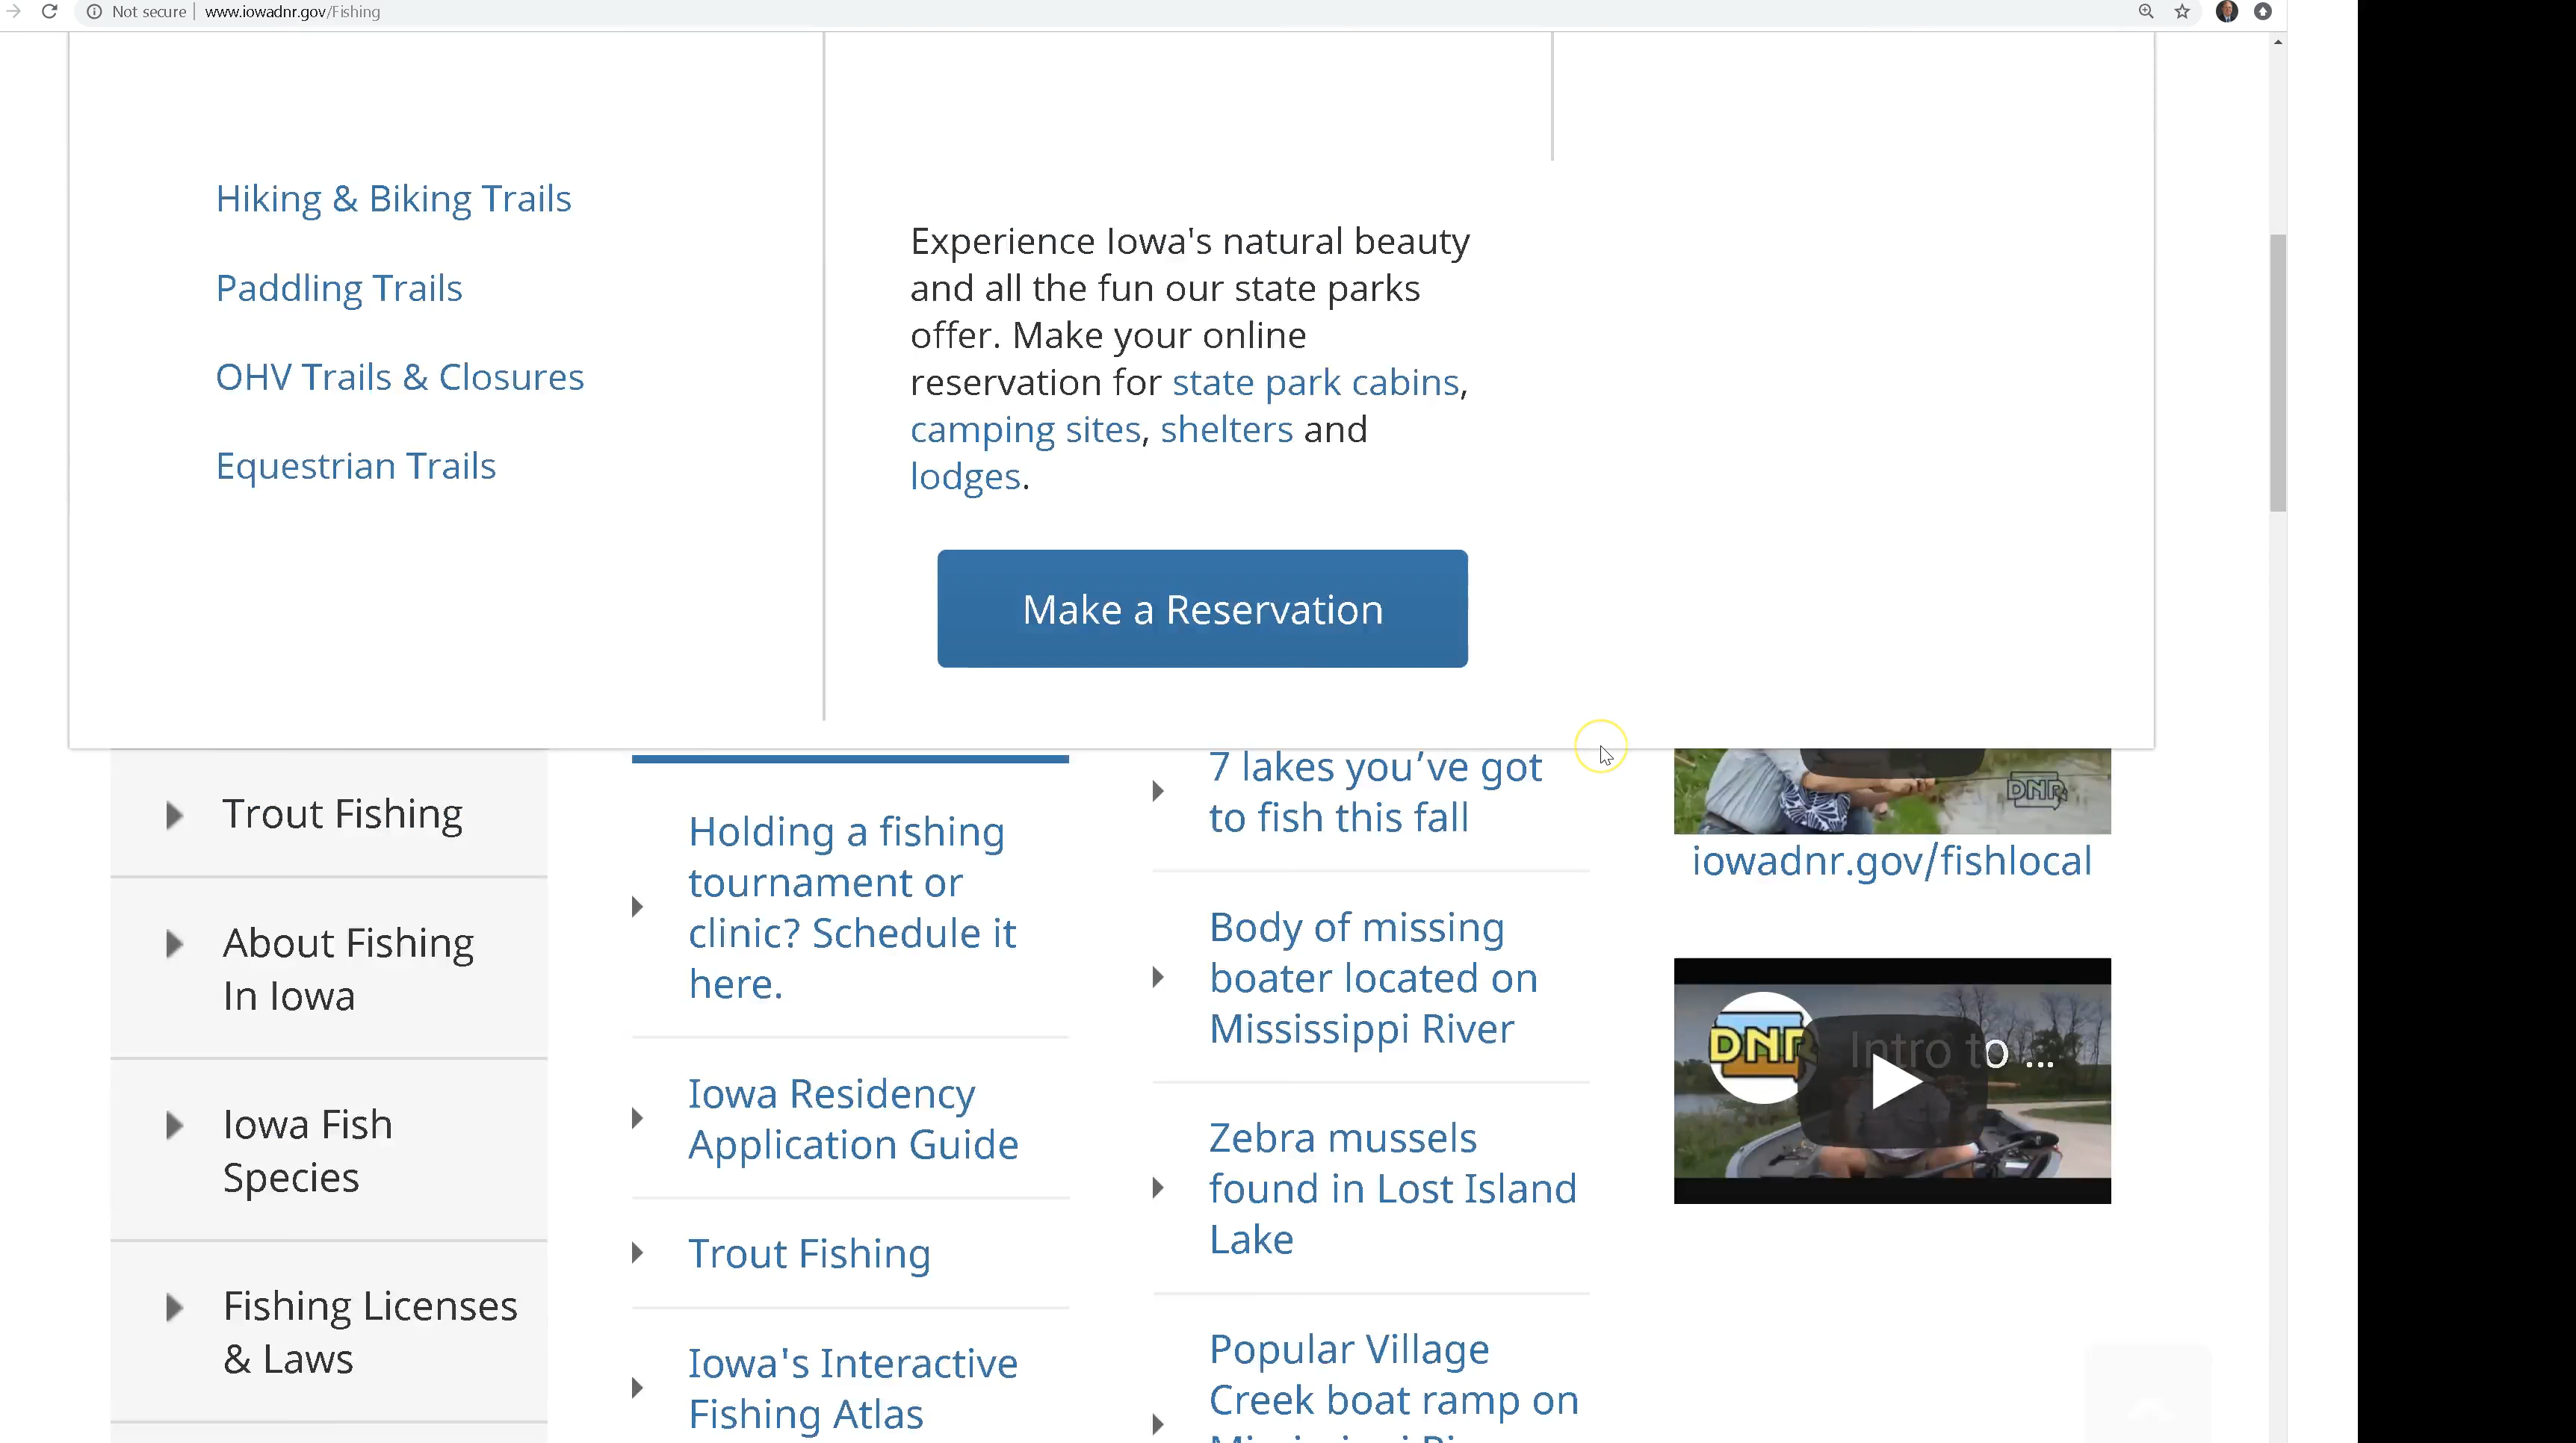 Not secure | www.iowadnr.gov/Fishing
Hiking & Biking Trails
Paddling Trails
OHV Trails & Closures
Equestrian Trails
Experience Iowa's natural beauty
and all the fun our state parks
offer. Make your online
reservation for state park cabins,
camping sites, shelters and
lodges.
Make a Reservation
Trout Fishing
About Fishing
In Iowa
Iowa Fish
Species
Fishing Licenses
& Laws
Holding a fishing
tournament or
clinic? Schedule it
here.
Iowa Residency
Application Guide
Trout Fishing
Iowa's Interactive
Fishing Atlas
7 lakes you’ve got
to fish this fall
Body of missing
boater located on
Mississippi River
Zebra mussels
found in Lost Island
Lake
Popular Village
Creek boat ramp on
DNR
iowadnr.gov/fishlocal
DNR
Intro to ...